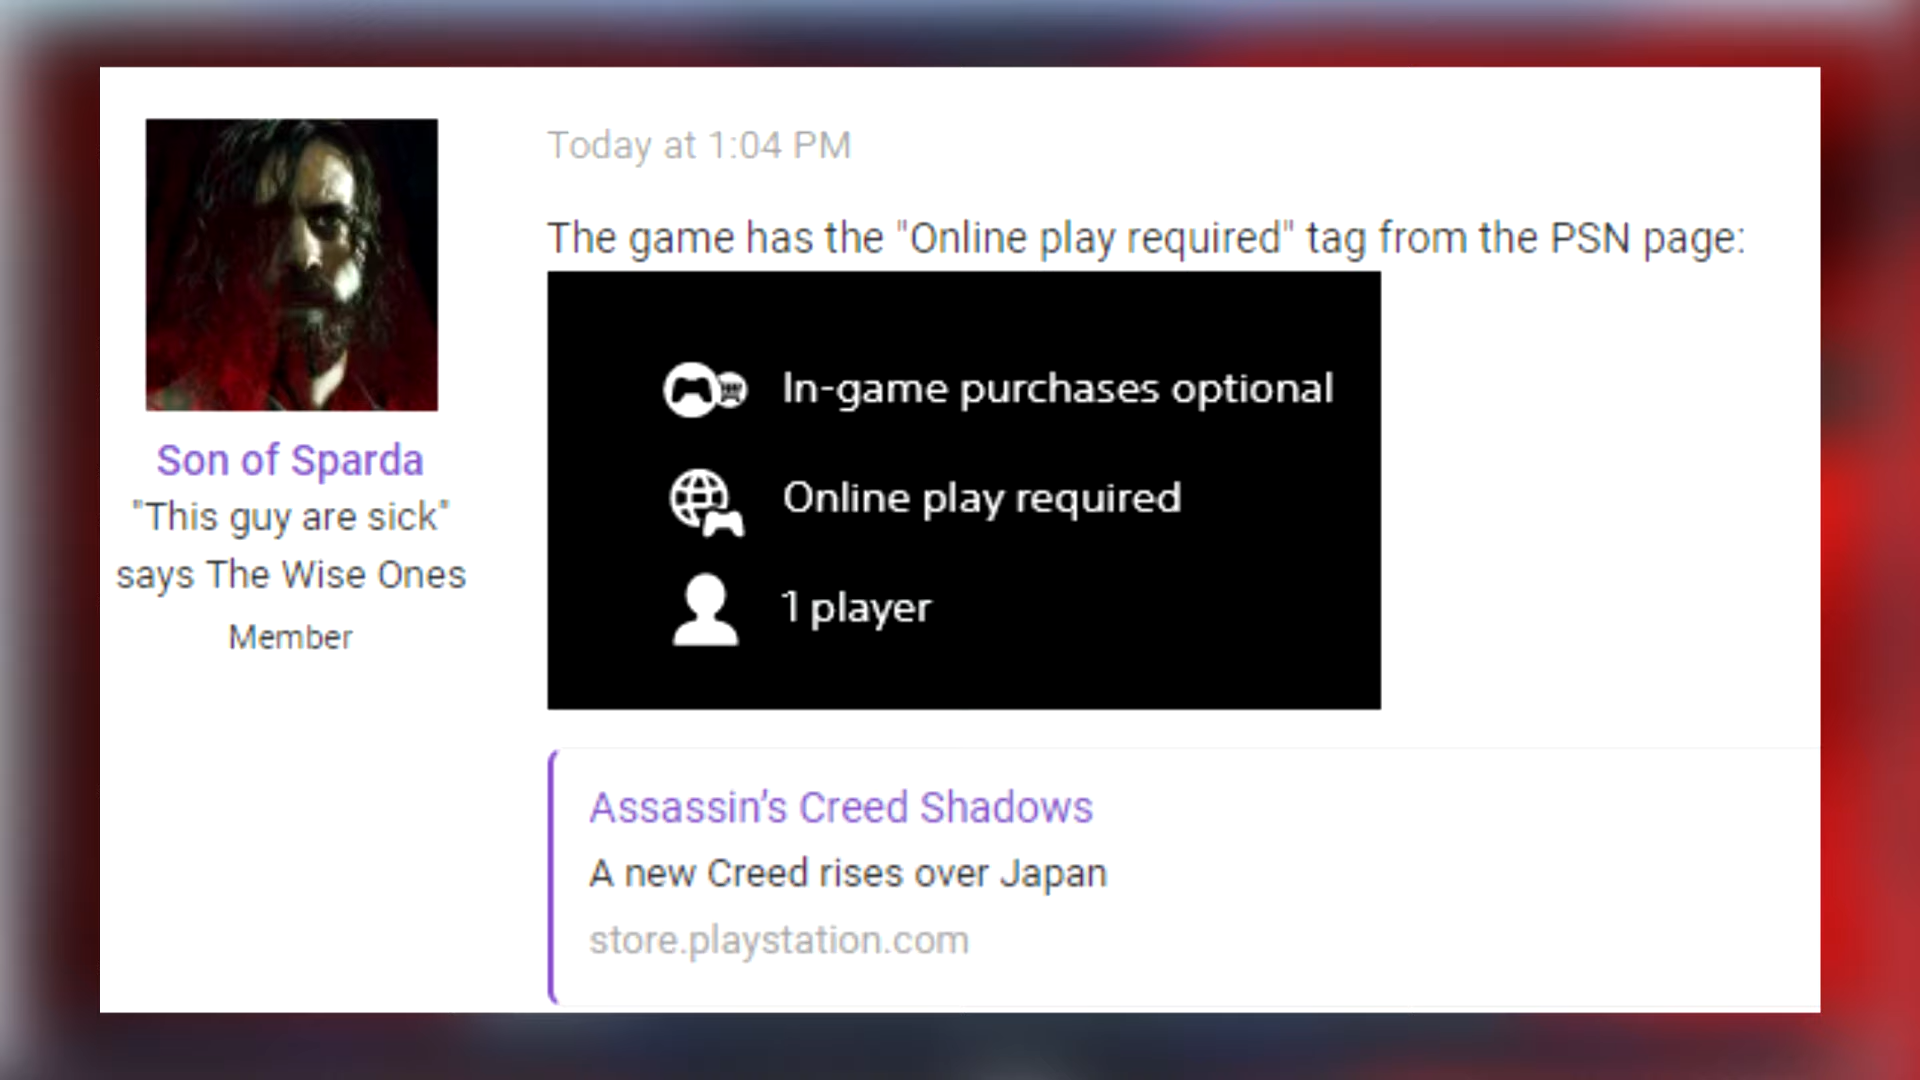 Today at 1:04 PM
The game has the "Online play required" tag from the PSN page:
In-game purchases optional
Online play required
1 player
Son of Sparda
"This guy are sick"
says The Wise Ones
Member
Assassin’s Creed Shadows
A new Creed rises over Japan
store.playstation.com